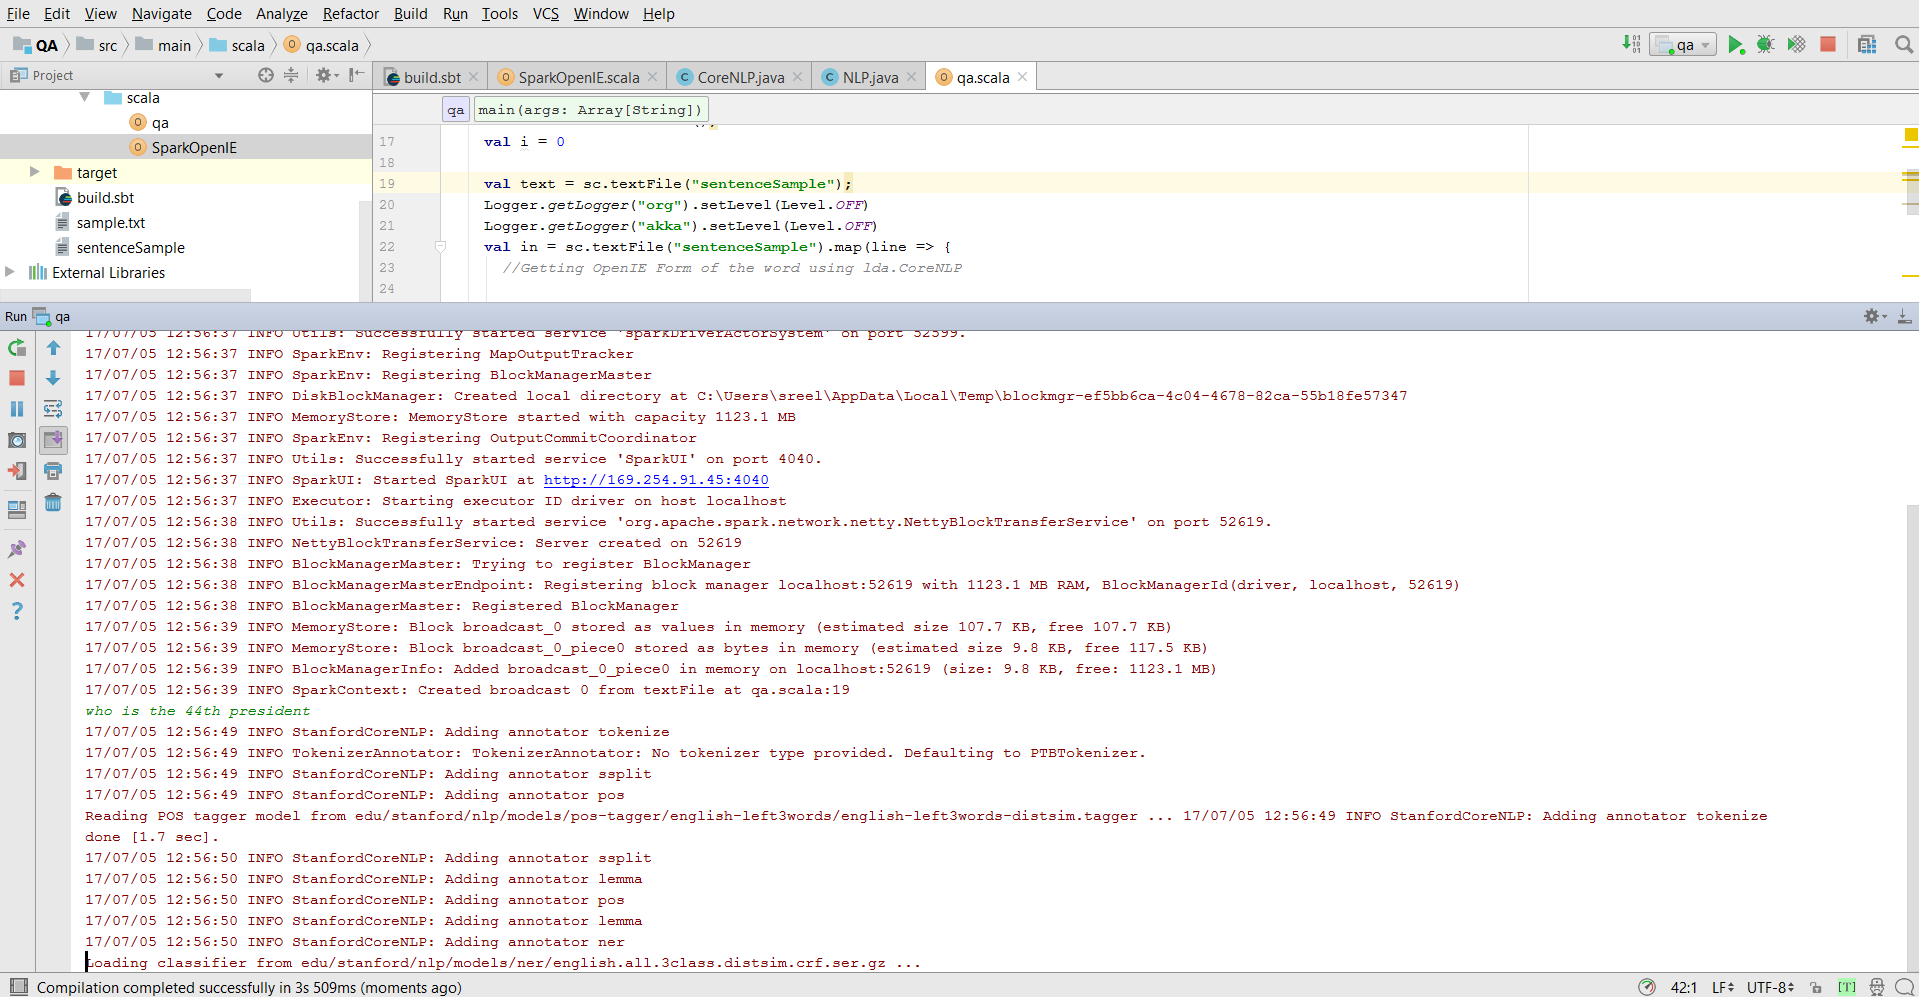 File Edit View Navigate Code Analyze Refactor Build Run Tools VCS Window Help
QA src main scala qa.scala
qa
Project
build.sbt SparkOpenIE.scala CoreNLP.java NLP.java qa.scala
scala
qa
SparkOpenIE
target
build.sbt
sample.txt
sentenceSample
External Libraries
qa main(args: Array[String])
17 val i = 0
18
19 val text = sc.textFile("sentenceSample");
20 Logger.getLogger("org").setLevel(Level.OFF)
21 Logger.getLogger("akka").setLevel(Level.OFF)
22 val in = sc.textFile("sentenceSample").map(line => {
23 //Getting OpenIE Form of the word using lda.CoreNLP
24
Run qa
17/07/05 12:56:37 INFO Utils: Successfully started service 'sparkDriverActorSystem' on port 52599.
17/07/05 12:56:37 INFO SparkEnv: Registering MapOutputTracker
17/07/05 12:56:37 INFO SparkEnv: Registering BlockManagerMaster
17/07/05 12:56:37 INFO DiskBlockManager: Created local directory at C:\Users\sreel\AppData\Local\Temp\blockmgr-ef5bb6ca-4c04-4678-82ca-55b18fe57347
17/07/05 12:56:37 INFO MemoryStore: MemoryStore started with capacity 1123.1 MB
17/07/05 12:56:37 INFO SparkEnv: Registering OutputCommitCoordinator
17/07/05 12:56:37 INFO Utils: Successfully started service 'SparkUI' on port 4040.
17/07/05 12:56:37 INFO SparkUI: Started SparkUI at http://169.254.91.45:4040
17/07/05 12:56:37 INFO Executor: Starting executor ID driver on host localhost
17/07/05 12:56:38 INFO Utils: Successfully started service 'org.apache.spark.network.netty.NettyBlockTransferService' on port 52619.
17/07/05 12:56:38 INFO NettyBlockTransferService: Server created on 52619
17/07/05 12:56:38 INFO BlockManagerMaster: Trying to register BlockManager
17/07/05 12:56:38 INFO BlockManagerMasterEndpoint: Registering block manager localhost:52619 with 1123.1 MB RAM, BlockManagerId(driver, localhost, 52619)
17/07/05 12:56:38 INFO BlockManagerMaster: Registered BlockManager
17/07/05 12:56:39 INFO MemoryStore: Block broadcast_0 stored as values in memory (estimated size 107.7 KB, free 107.7 KB)
17/07/05 12:56:39 INFO MemoryStore: Block broadcast_0_piece0 stored as bytes in memory (estimated size 9.8 KB, free 117.5 KB)
17/07/05 12:56:39 INFO BlockManagerInfo: Added broadcast_0_piece0 in memory on localhost:52619 (size: 9.8 KB, free: 1123.1 MB)
17/07/05 12:56:39 INFO SparkContext: Created broadcast 0 from textFile at qa.scala:19
who is the 44th president
17/07/05 12:56:49 INFO StanfordCoreNLP: Adding annotator tokenize
17/07/05 12:56:49 INFO TokenizerAnnotator: TokenizerAnnotator: No tokenizer type provided. Defaulting to PTBTokenizer.
17/07/05 12:56:49 INFO StanfordCoreNLP: Adding annotator ssplit
17/07/05 12:56:49 INFO StanfordCoreNLP: Adding annotator pos
Reading POS tagger model from edu/stanford/nlp/models/pos-tagger/english-left3words/english-left3words-distsim.tagger ... 17/07/05 12:56:49 INFO StanfordCoreNLP: Adding annotator tokenize
done [1.7 sec].
17/07/05 12:56:50 INFO StanfordCoreNLP: Adding annotator ssplit
17/07/05 12:56:50 INFO StanfordCoreNLP: Adding annotator lemma
17/07/05 12:56:50 INFO StanfordCoreNLP: Adding annotator pos
17/07/05 12:56:50 INFO StanfordCoreNLP: Adding annotator lemma
17/07/05 12:56:50 INFO StanfordCoreNLP: Adding annotator ner
Loading classifier from edu/stanford/nlp/models/ner/english.all.3class.distsim.crf.ser.gz ...
Compilation completed successfully in 3s 509ms (moments ago) 42:1 LF UTF-8 [T]